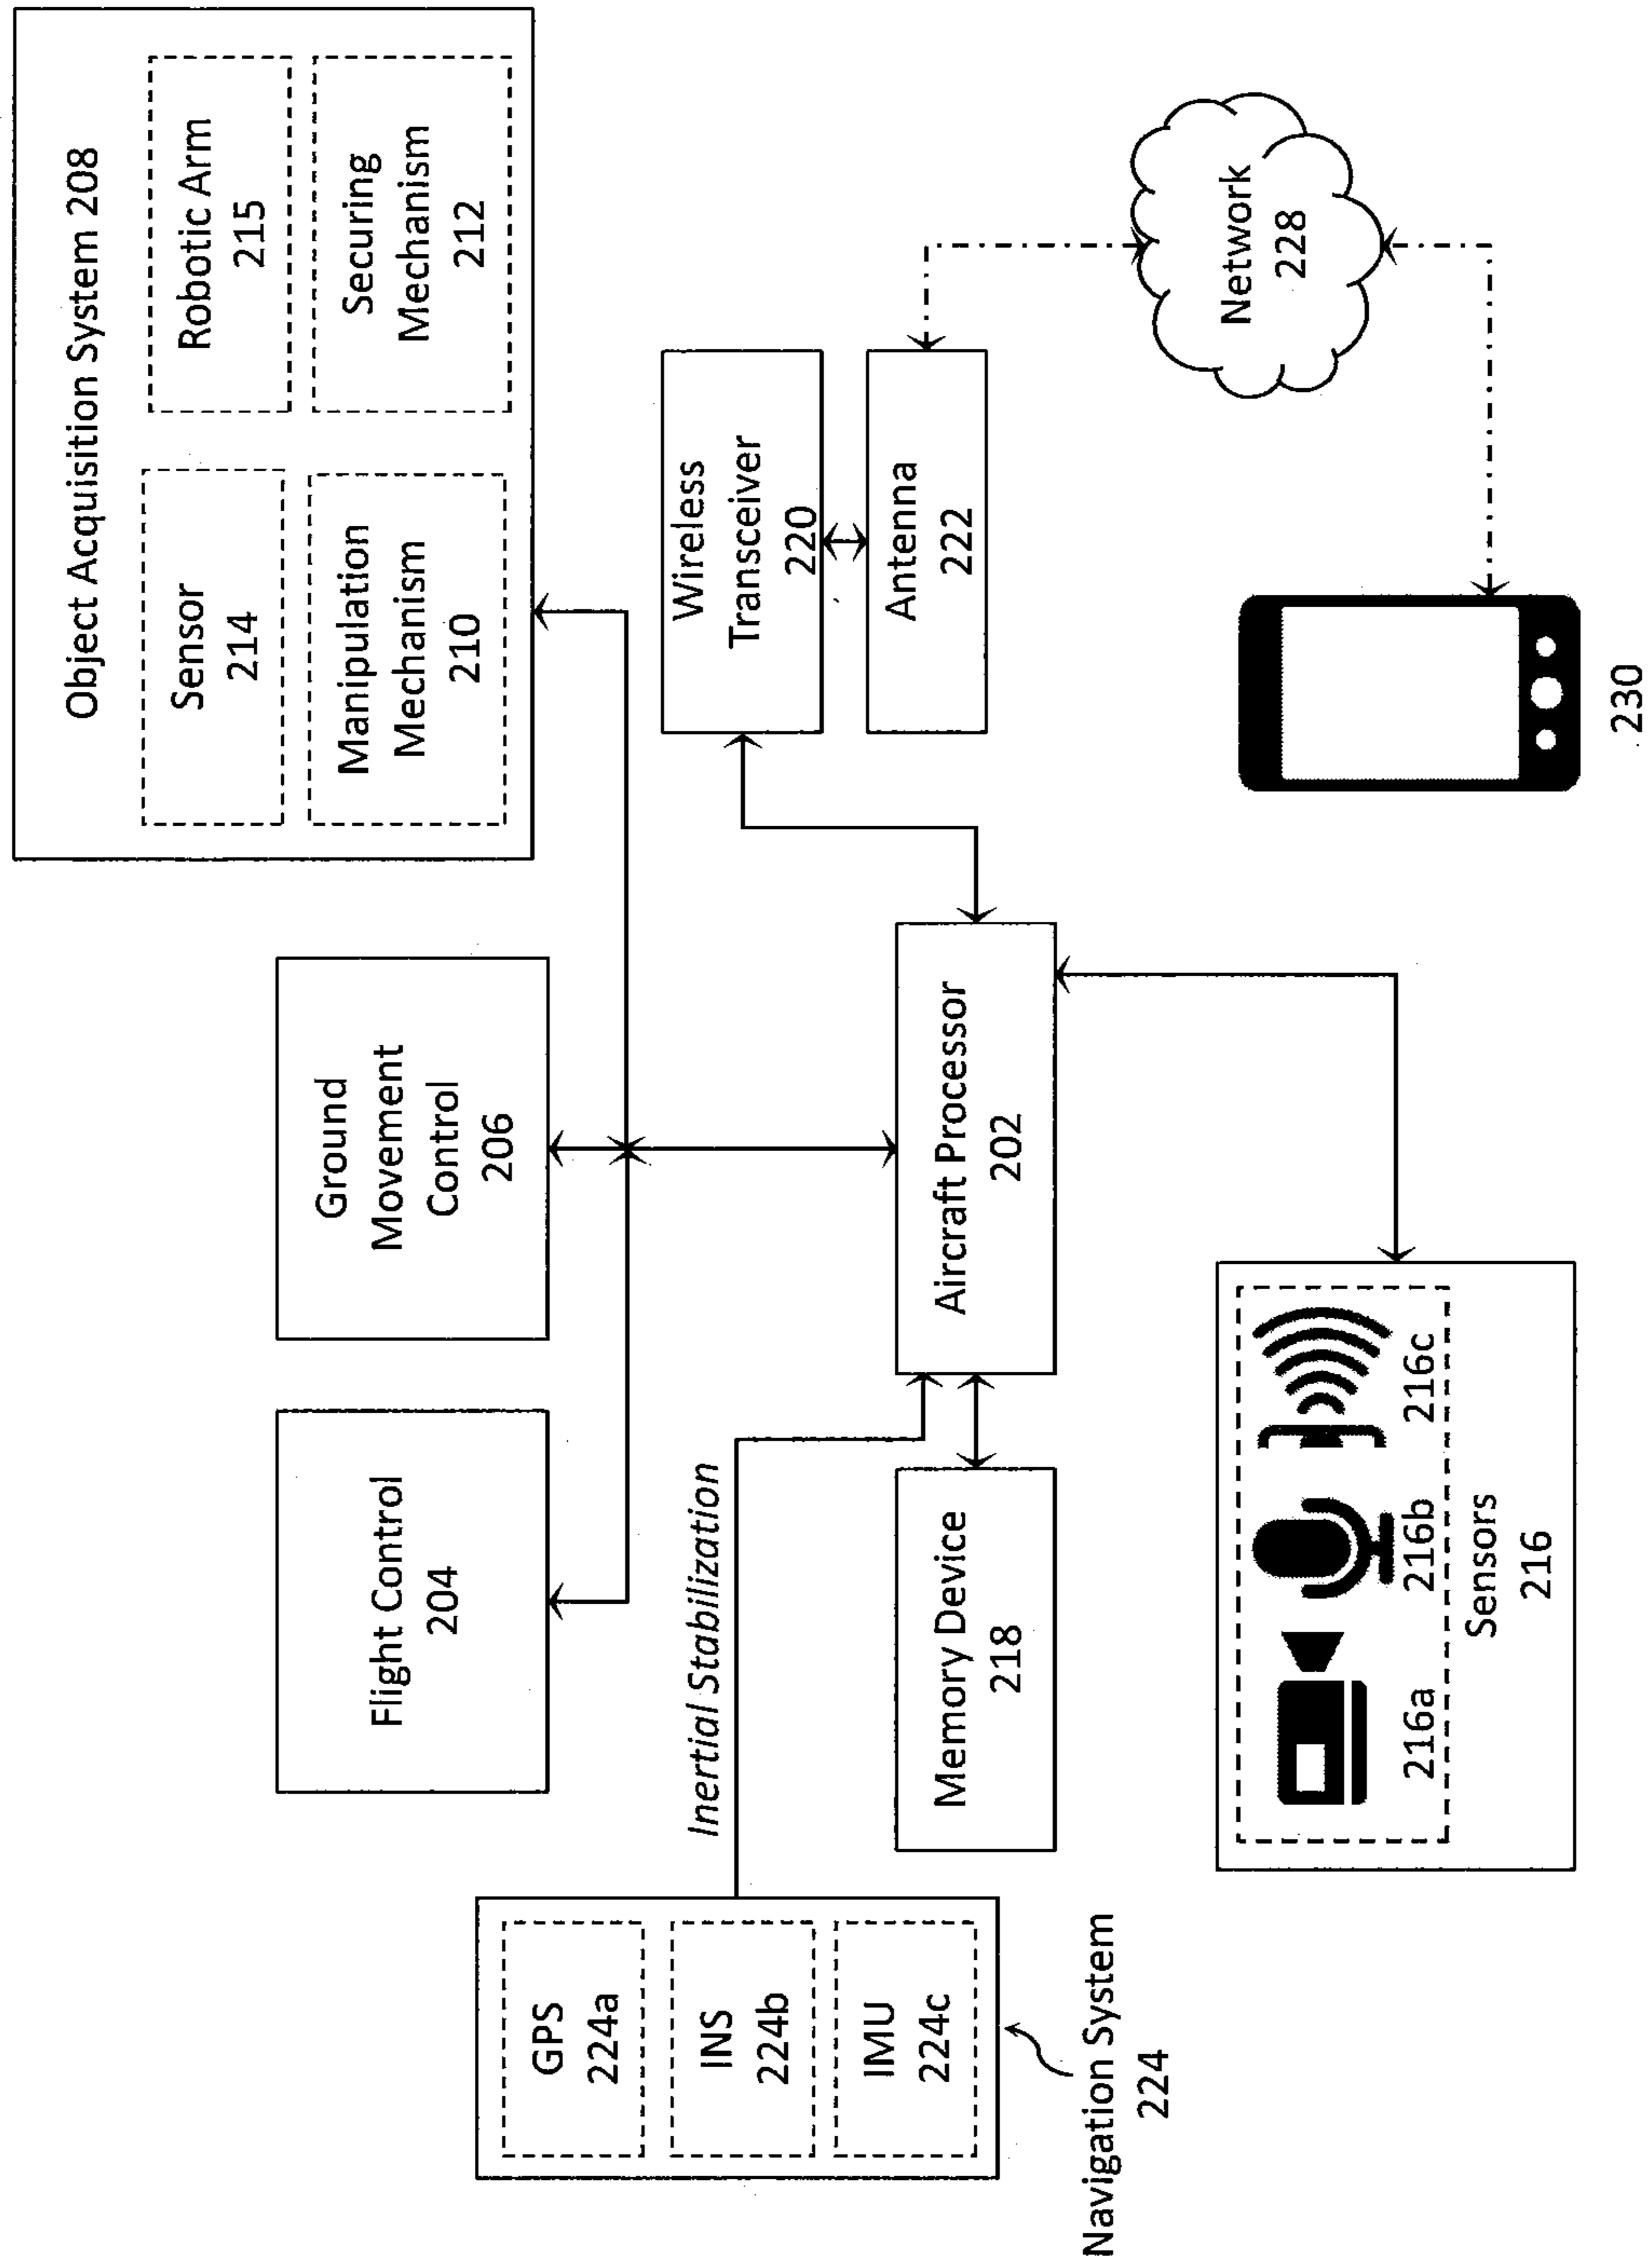 Object Acquisition System 208
Sensor
214
Robotic Arm
215
Manipulation
Mechanism
210
Securing
Mechanism
212
Flight Control
204
Ground
Movement
Control
206
GPS
224a
INS
224b
IMU
224c
Navigation System
224
Inertial Stabilization
Memory Device
218
Aircraft Processor
202
Wireless
Transceiver
220
Antenna
222
Network
228
216a 216b 216c
Sensors
216
230